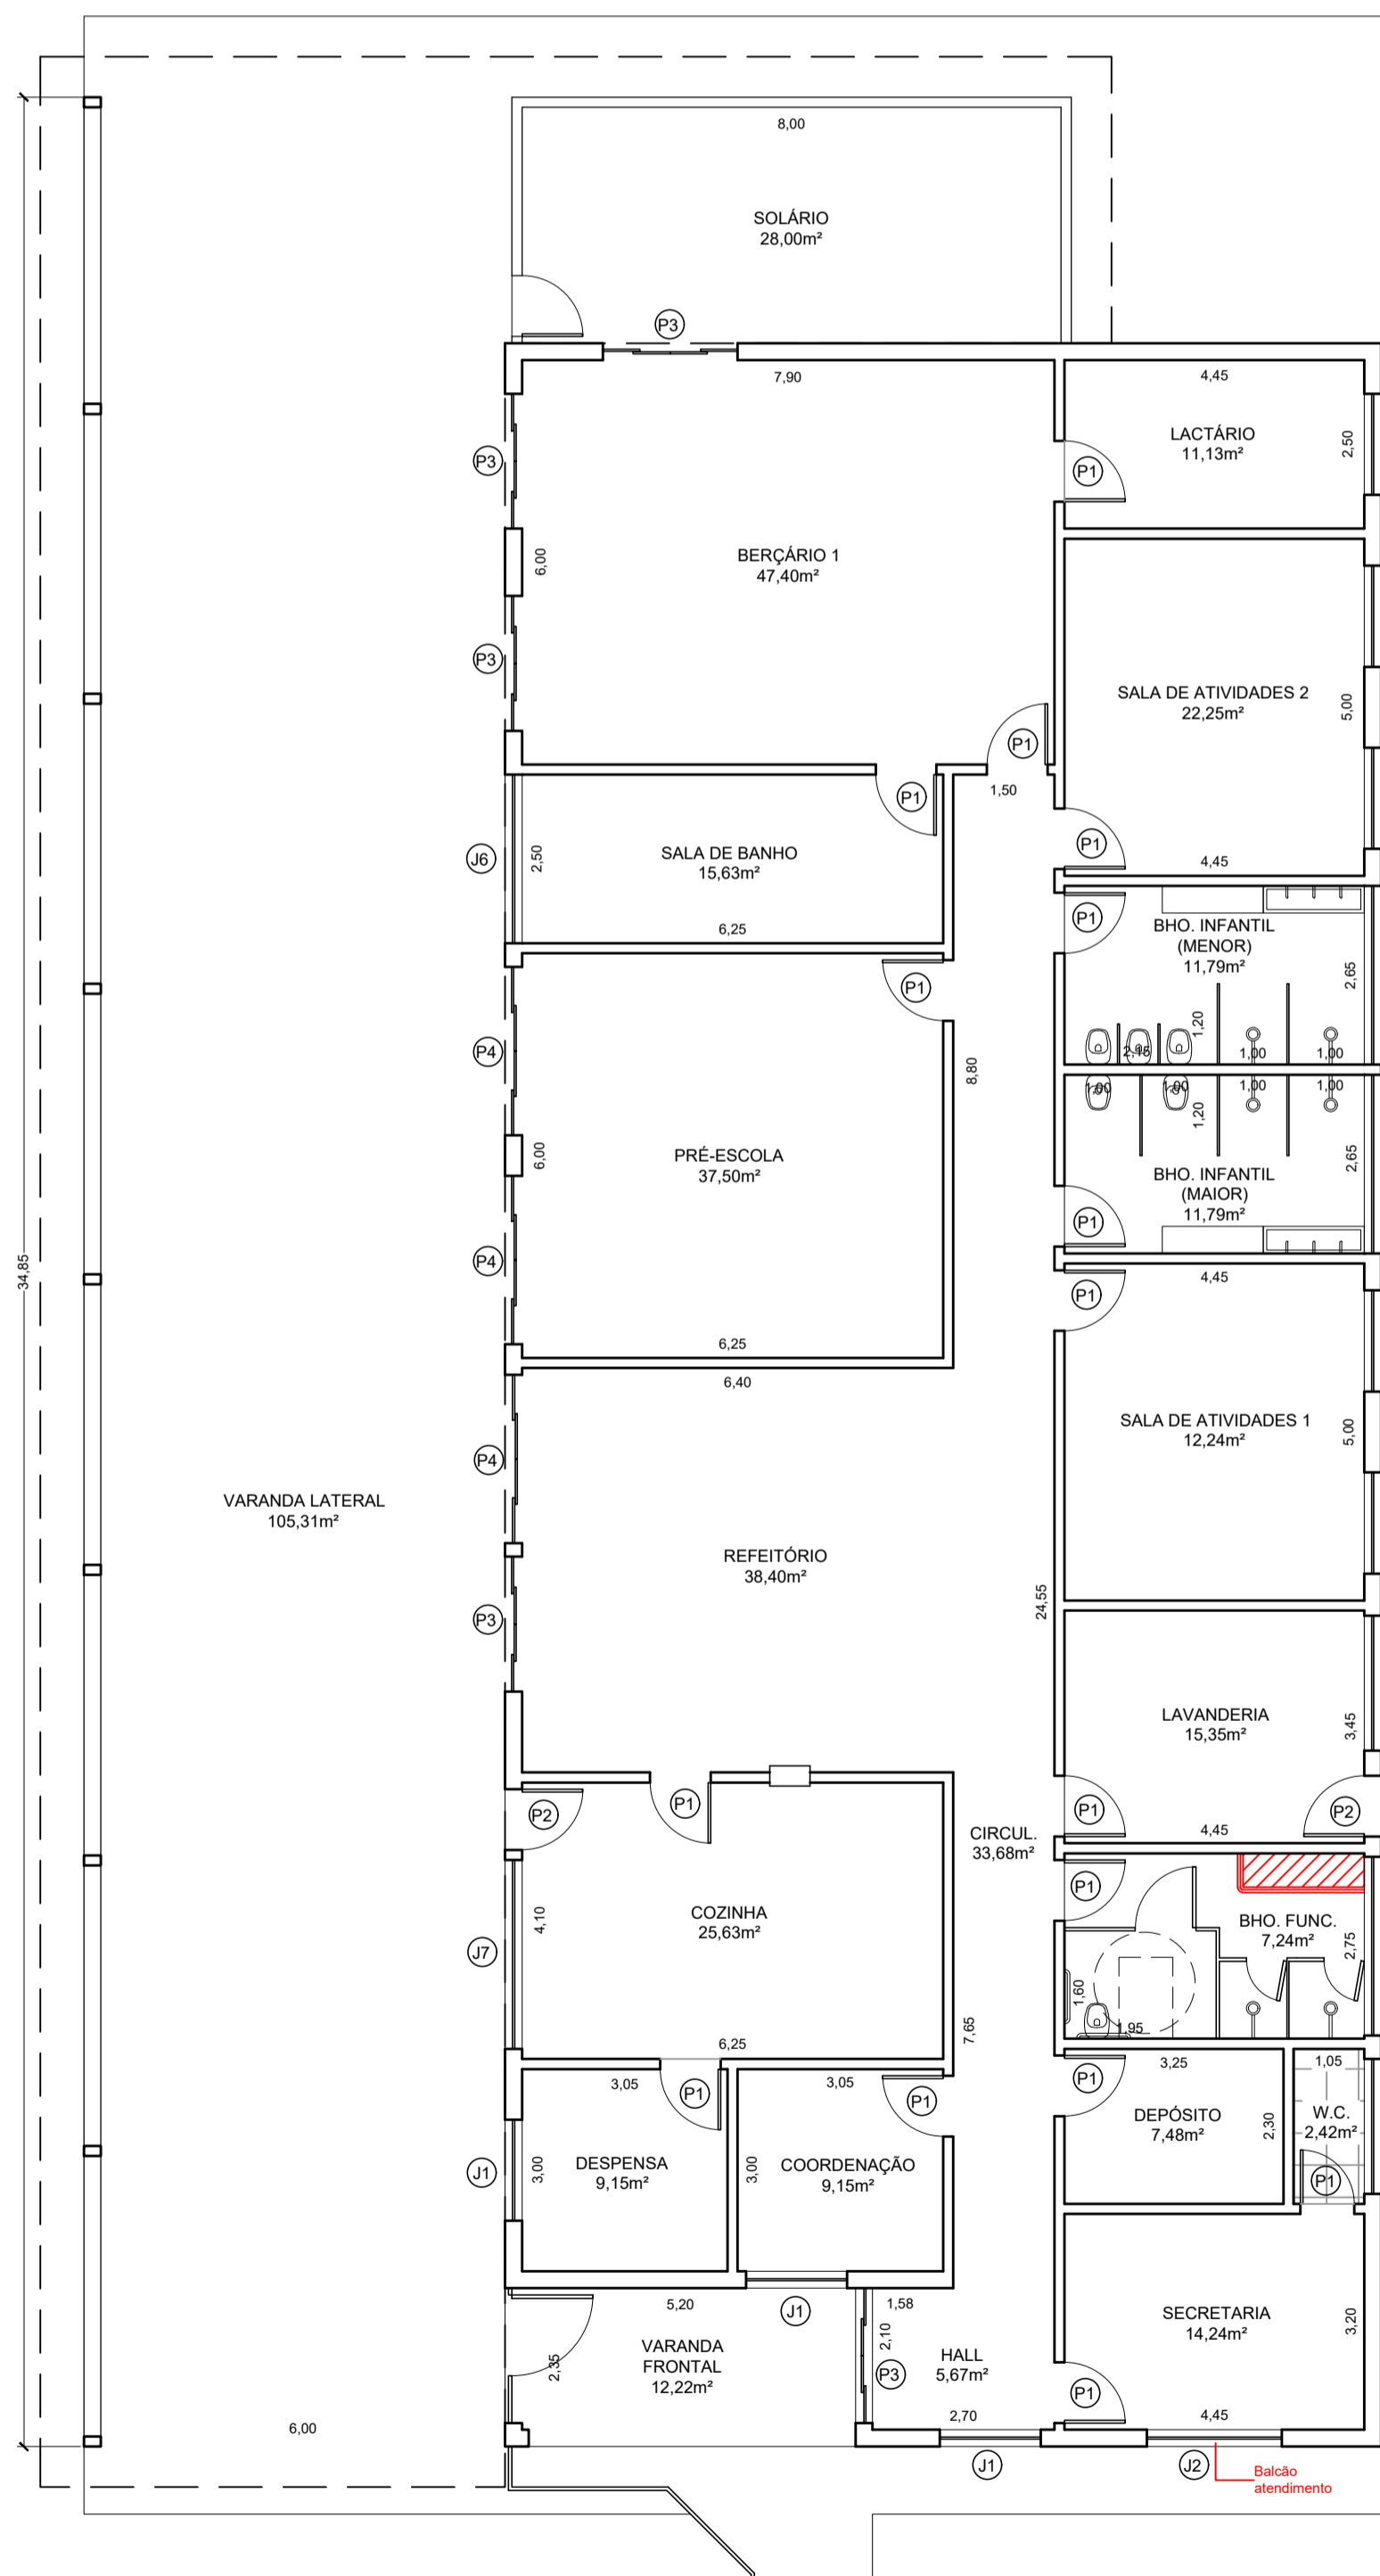 8,00
SOLÁRIO
28,00m²
P3
7,90
4,45
LACTÁRIO
11,13m²
2,50
P1
P3
BERÇÁRIO 1
47,40m²
6,00
P3
SALA DE ATIVIDADES 2
22,25m²
5,00
P1
P1
1,50
P1
4,45
J6
2,50
SALA DE BANHO
15,63m²
6,25
P1
BHO. INFANTIL
(MENOR)
11,79m²
2,65
P1
1,20
2,15
1,00
1,00
P4
8,80
1,00
1,00
1,00
1,00
1,20
6,00
PRÉ-ESCOLA
37,50m²
2,65
BHO. INFANTIL
(MAIOR)
11,79m²
P1
P4
34,85
4,45
P1
6,25
6,40
SALA DE ATIVIDADES 1
12,24m²
5,00
P4
VARANDA LATERAL
105,31m²
REFEITÓRIO
38,40m²
24,55
P3
LAVANDERIA
15,35m²
3,45
P1
P2
P1
P2
4,45
CIRCUL.
33,68m²
P1
COZINHA
25,63m²
4,10
BHO. FUNC.
7,24m²
2,75
J7
1,60
1,95
7,65
6,25
3,05
3,05
P1
P1
P1
3,25
1,05
DEPÓSITO
7,48m²
2,30
W.C.
2,42m²
P1
J1
3,00
DESPENSA
9,15m²
3,00
COORDENAÇÃO
9,15m²
5,20
J1
1,58
2,10
SECRETARIA
14,24m²
3,20
VARANDA
FRONTAL
12,22m²
2,35
HALL
5,67m²
P3
P1
6,00
2,70
4,45
J1
J2
Balcão
atendimento